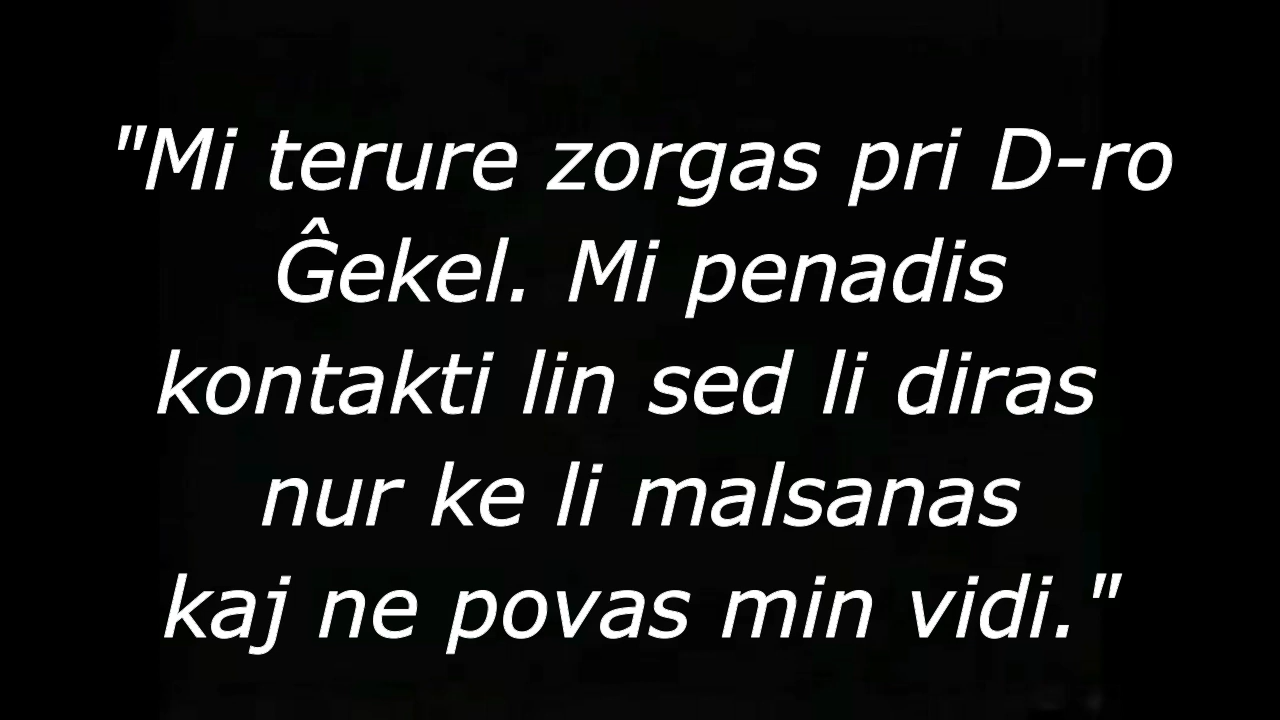 "Mi terure zorgas pri D-ro
Ĝekel. Mi penadis
kontakti lin sed li diras
nur ke li malsanas
kaj ne povas min vidi."